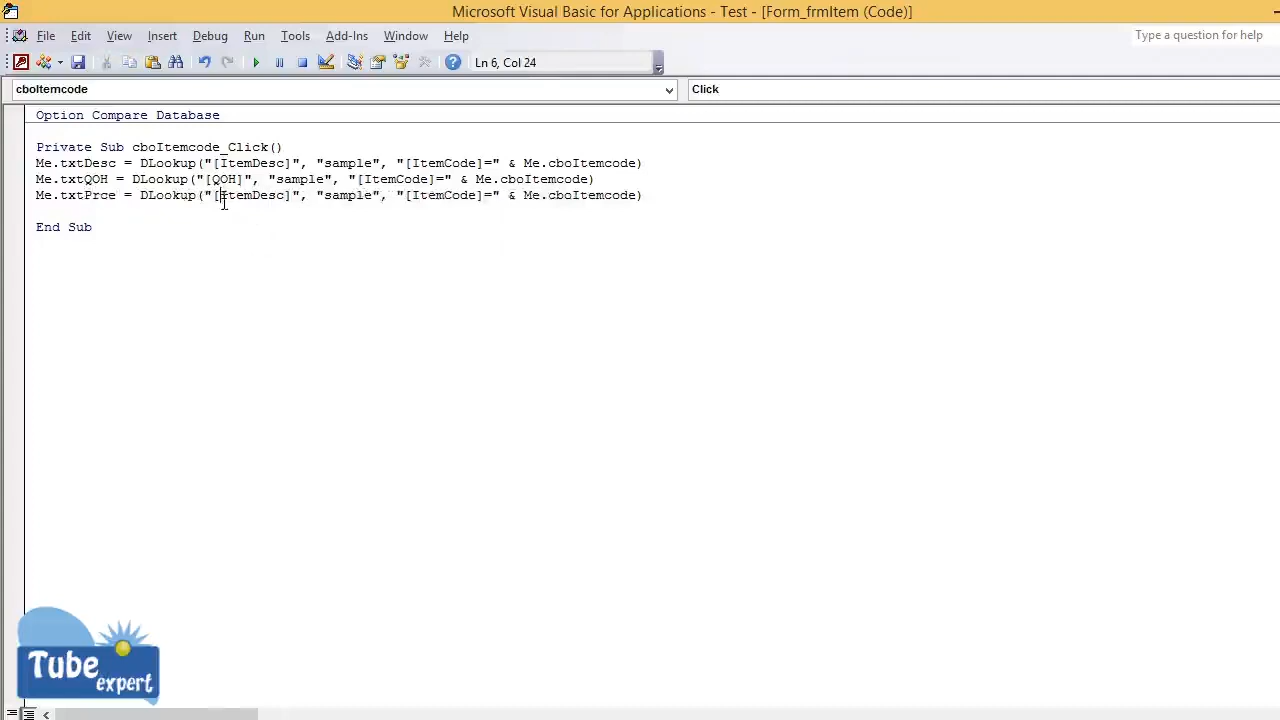 Microsoft Visual Basic for Applications - Test - [Form_frmItem (Code)]
File Edit View Insert Debug Run Tools Add-Ins Window Help
Type a question for help
Ln 6, Col 24
cboItemcode
Click
Option Compare Database
Private Sub cboItemcode_Click()
Me.txtDesc = DLookup("[ItemDesc]", "sample", "[ItemCode]=" & Me.cboItemcode)
Me.txtQOH = DLookup("[QOH]", "sample", "[ItemCode]=" & Me.cboItemcode)
Me.txtPrce = DLookup("[ItemDesc]", "sample", "[ItemCode]=" & Me.cboItemcode)
End Sub
Tube
expert